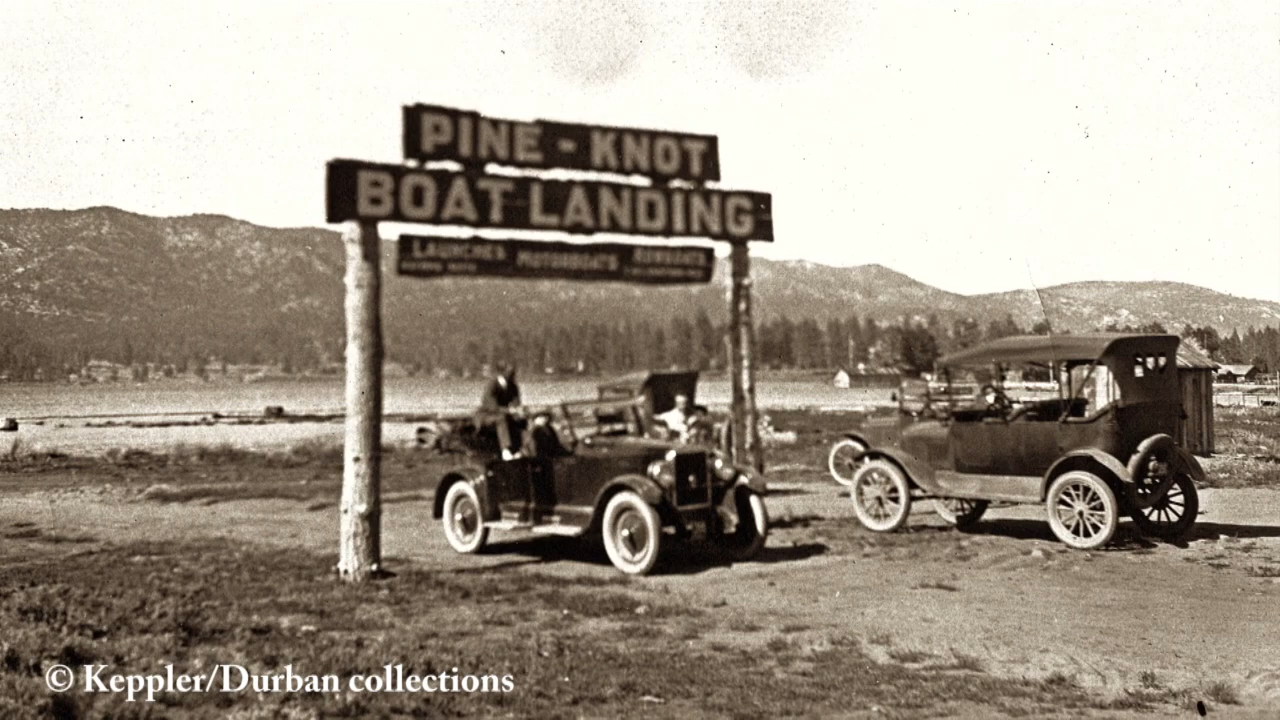 PINE - KNOT
BOAT LANDING
LAUNCHES MOTORBOATS ROWBOATS
© Keppler/Durban collections